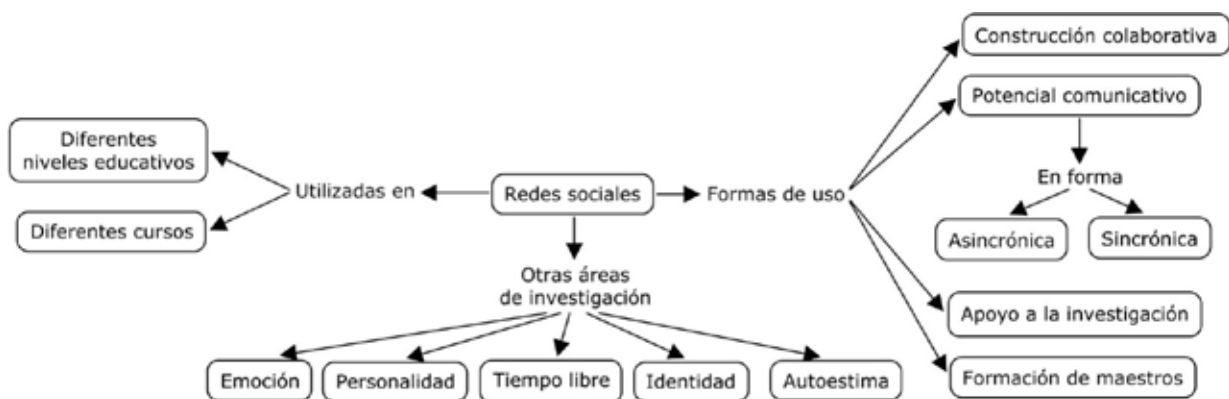 Construcción colaborativa
Potencial comunicativo
Diferentes
niveles educativos
En forma
Utilizadas en
Redes sociales
Formas de uso
Diferentes cursos
Asincrónica
Sincrónica
Otras áreas
de investigación
Apoyo a la investigación
Emoción
Personalidad
Tiempo libre
Identidad
Autoestima
Formación de maestros